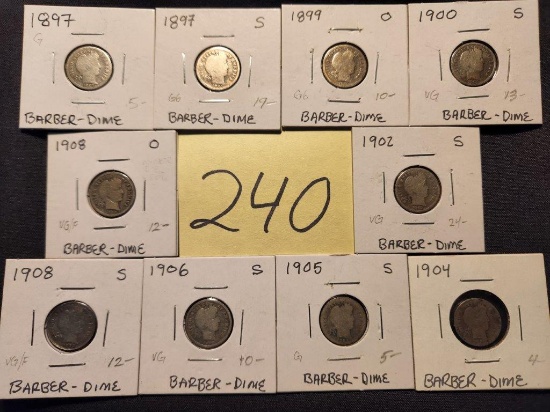 1897
G 5-
BARBER-DIME
1897 S
G6 17-
BARBER-DIME
1899 O
G6 10-
BARBER-DIME
1900 S
VG 13-
BARBER-DIME
1908 O
VG/F 12-
BARBER-DIME
240
1902 S
VG 24-
BARBER-DIME
1908 S
VG/F 12-
BARBER-DIME
1906 S
VG 10-
BARBER-DIME
1905 S
G 5-
BARBER-DIME
1904
4-
BARBER-DIME